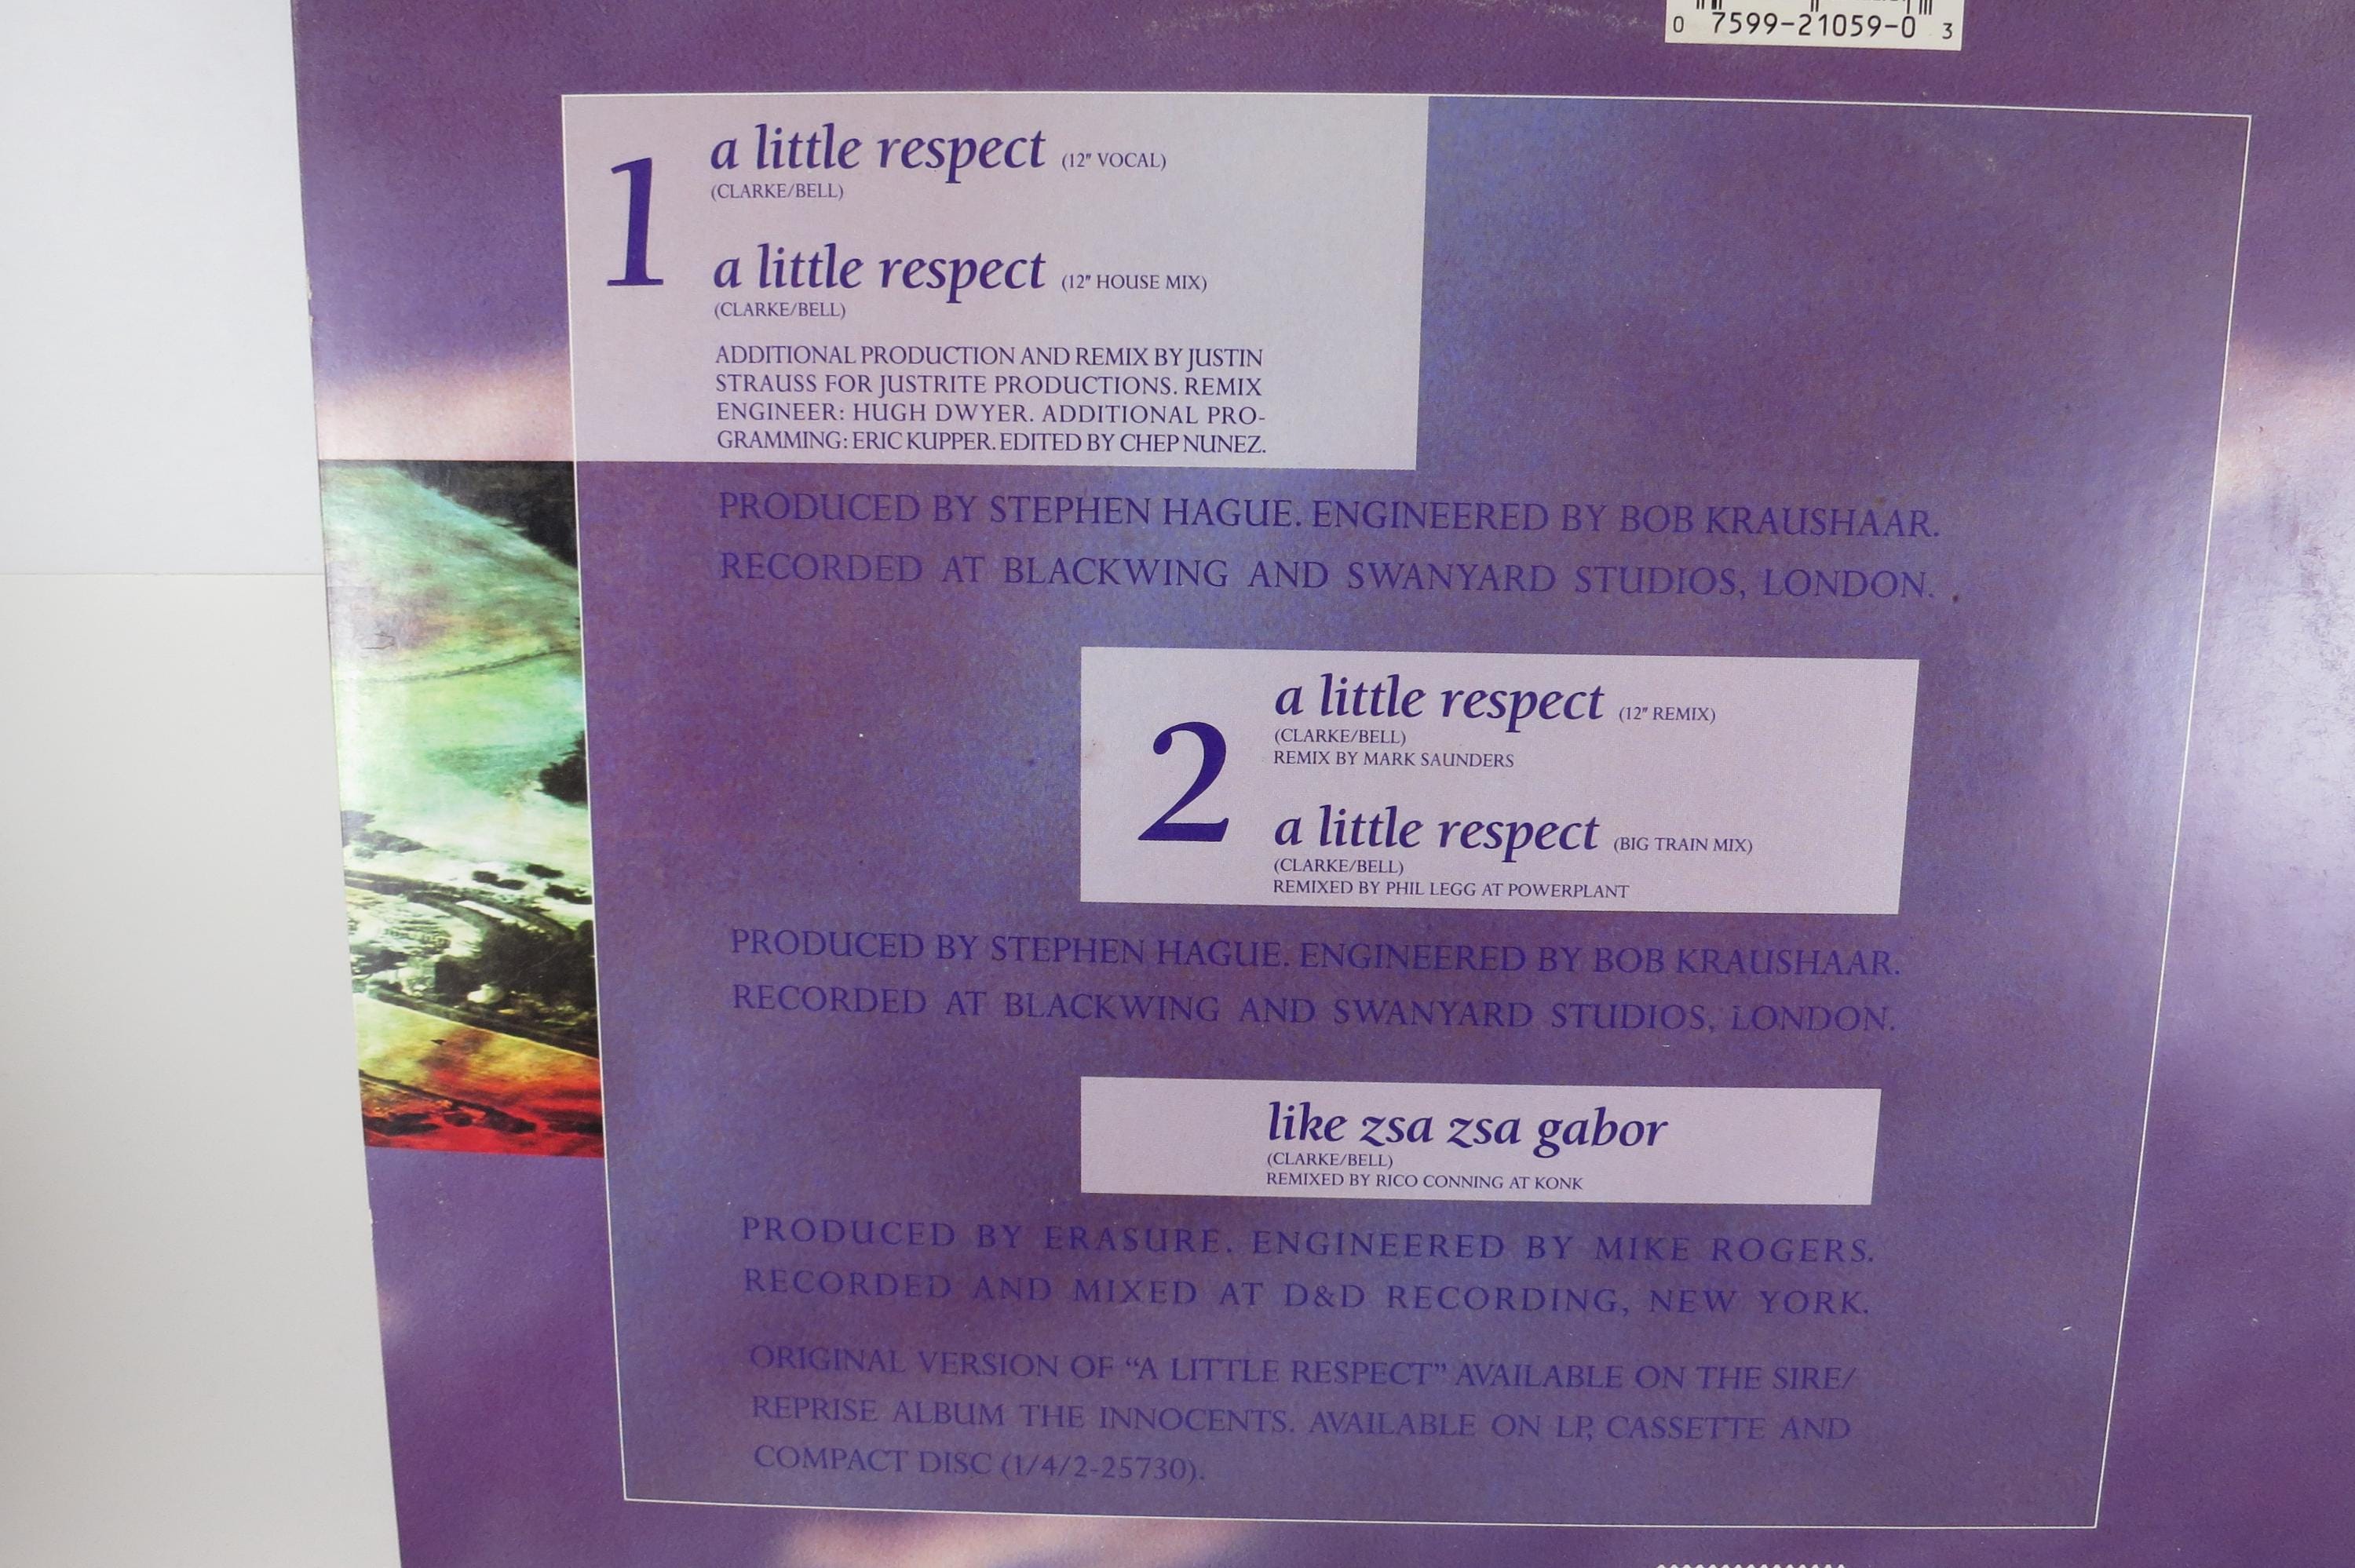 0 7599-21059-0 3
1
a little respect (12" VOCAL)
(CLARKE/BELL)
a little respect (12" HOUSE MIX)
(CLARKE/BELL)
ADDITIONAL PRODUCTION AND REMIX BY JUSTIN
STRAUSS FOR JUSTRITE PRODUCTIONS. REMIX
ENGINEER: HUGH DWYER. ADDITIONAL PRO-
GRAMMING: ERIC KUPPER. EDITED BY CHEP NUNEZ.
PRODUCED BY STEPHEN HAGUE. ENGINEERED BY BOB KRAUSHAAR.
RECORDED AT BLACKWING AND SWANYARD STUDIOS, LONDON.
2
a little respect (12" REMIX)
(CLARKE/BELL)
REMIX BY MARK SAUNDERS
a little respect (BIG TRAIN MIX)
(CLARKE/BELL)
REMIXED BY PHIL LEGG AT POWERPLANT
PRODUCED BY STEPHEN HAGUE. ENGINEERED BY BOB KRAUSHAAR.
RECORDED AT BLACKWING AND SWANYARD STUDIOS, LONDON.
like zsa zsa gabor
(CLARKE/BELL)
REMIXED BY RICO CONNING AT KONK
PRODUCED BY ERASURE. ENGINEERED BY MIKE ROGERS.
RECORDED AND MIXED AT D&D RECORDING, NEW YORK.
ORIGINAL VERSION OF “A LITTLE RESPECT” AVAILABLE ON THE SIRE/
REPRISE ALBUM THE INNOCENTS. AVAILABLE ON LP, CASSETTE AND
COMPACT DISC (1/4/2-25730).